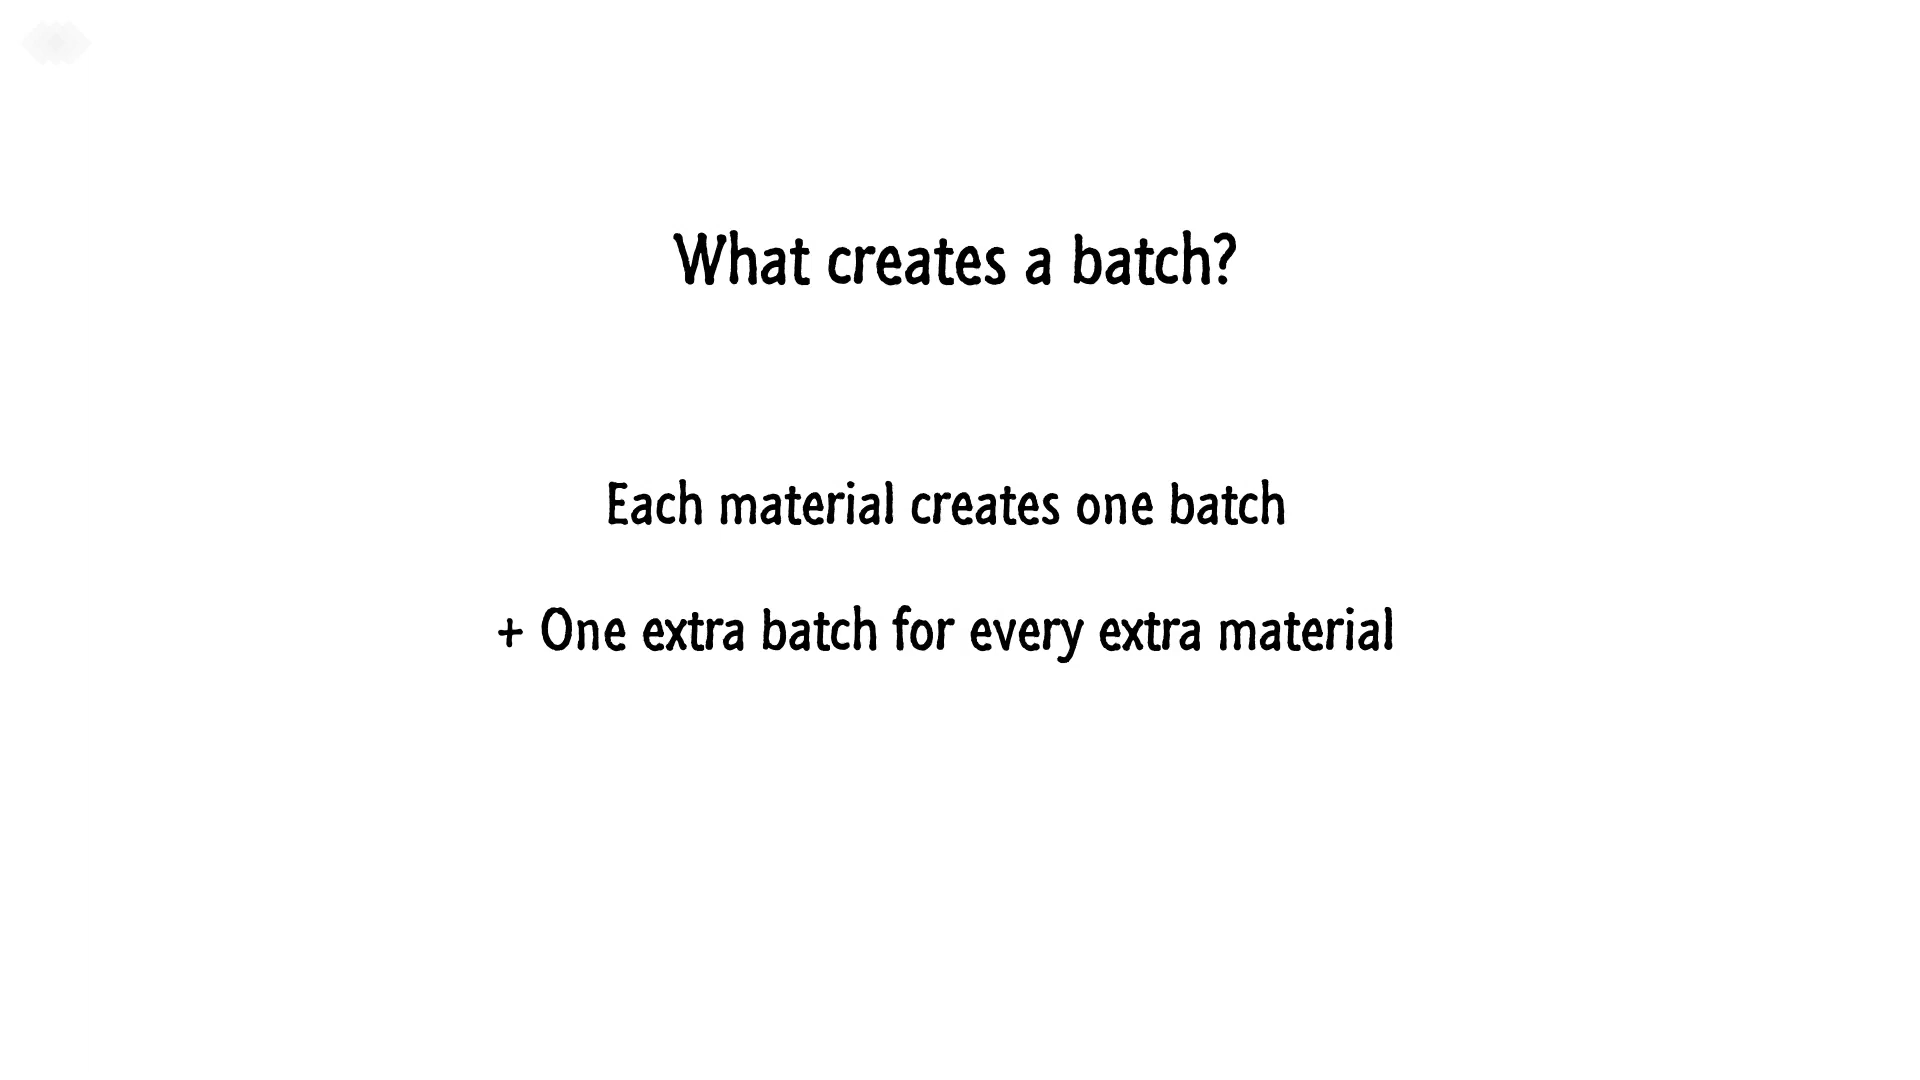 What creates a batch?
Each material creates one batch
+ One extra batch for every extra material